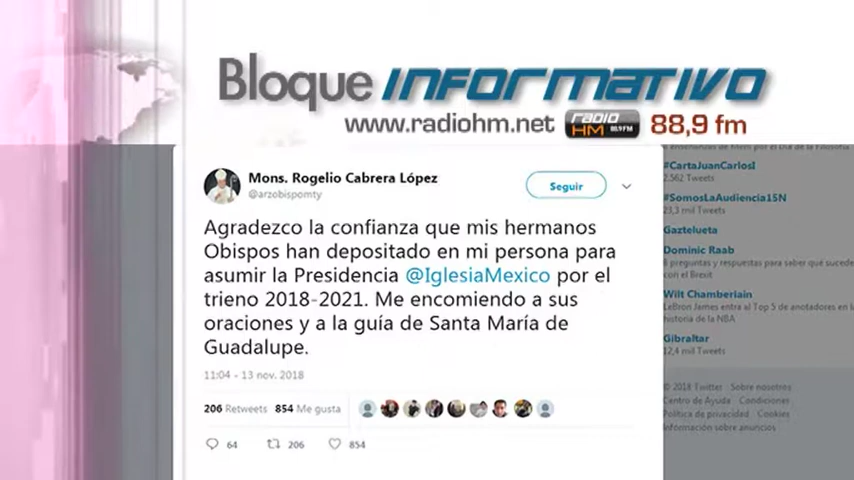 Bloque INFORMATIVO
www.radiohm.net radio HM 88,9 FM 88,9 fm
Mons. Rogelio Cabrera López
@arzobispomty
Seguir
Agradezco la confianza que mis hermanos
Obispos han depositado en mi persona para
asumir la Presidencia @IglesiaMexico por el
trieno 2018-2021. Me encomiendo a sus
oraciones y a la guía de Santa María de
Guadalupe.
11:04 - 13 nov. 2018
206 Retweets 854 Me gusta
64 206 854
#CartaJuanCarlosI
2.562 Tweets
#SomosLaAudiencia15N
23,3 mil Tweets
Gaztelueta
Dominic Raab
preguntas y respuestas para saber qué sucede
con el Brexit
Wilt Chamberlain
LeBron James entra al Top 5 de anotadores en la
historia de la NBA
Gibraltar
12,4 mil Tweets
© 2018 Twitter Sobre nosotros
Centro de Ayuda Condiciones
Política de privacidad Cookies
Información sobre anuncios